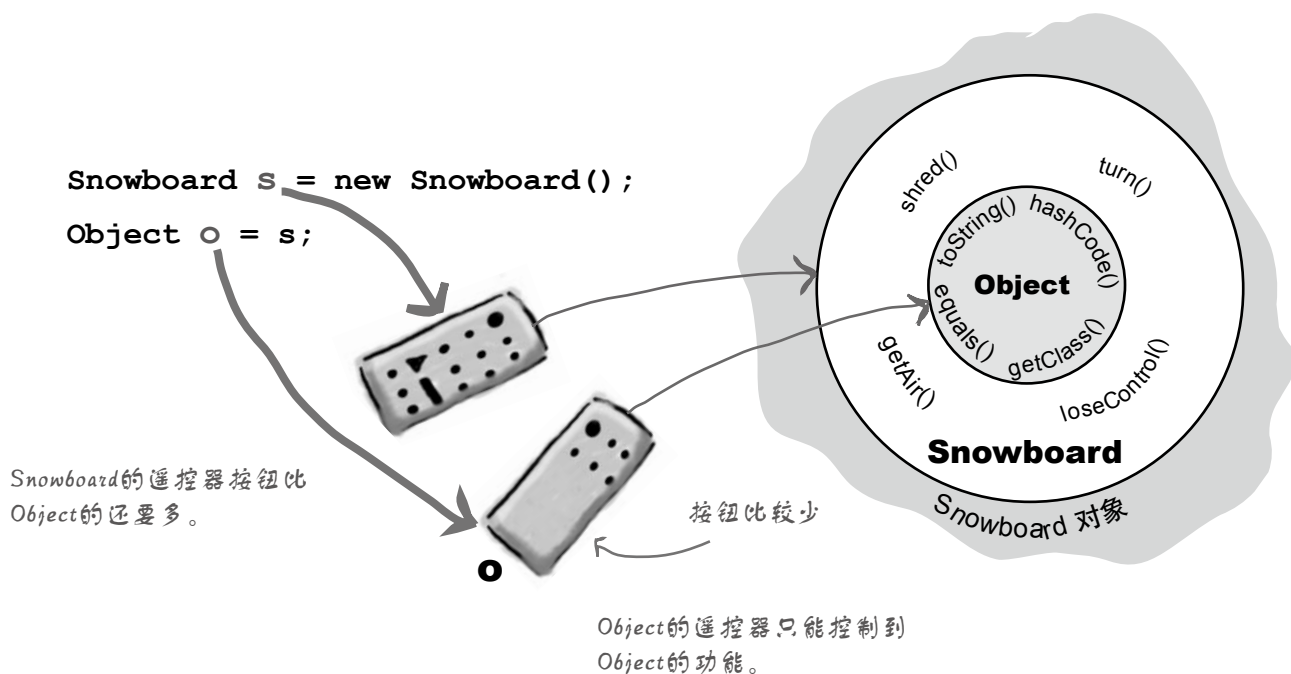 Snowboard s = new Snowboard();
Object o = s;
Snowboard的遥控器按钮比
Object的还要多。
o
按钮比较少
Object的遥控器只能控制到
Object的功能。
shred()
turn()
toString()
hashCode()
Object
equals()
getClass()
getAir()
loseControl()
Snowboard
Snowboard 对象